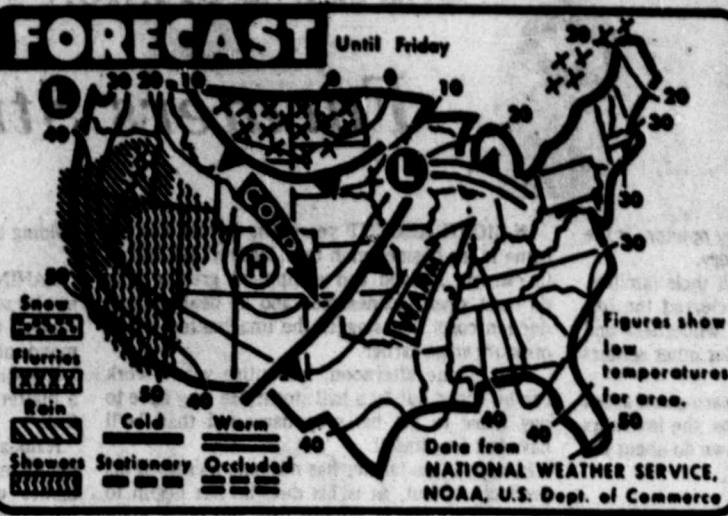 FORECAST
Until Friday
30 20 -10 0 0 10
20
20
L
40
20
30
L
COLD
H
WARM
30
30
50
Snow
Flurries
Rain
Showers
50
40
Cold
Warm
Stationary
Occluded
40
40
40
50
Figures show
low
temperatures
for area.
Data from
NATIONAL WEATHER SERVICE,
NOAA, U.S. Dept. of Commerce